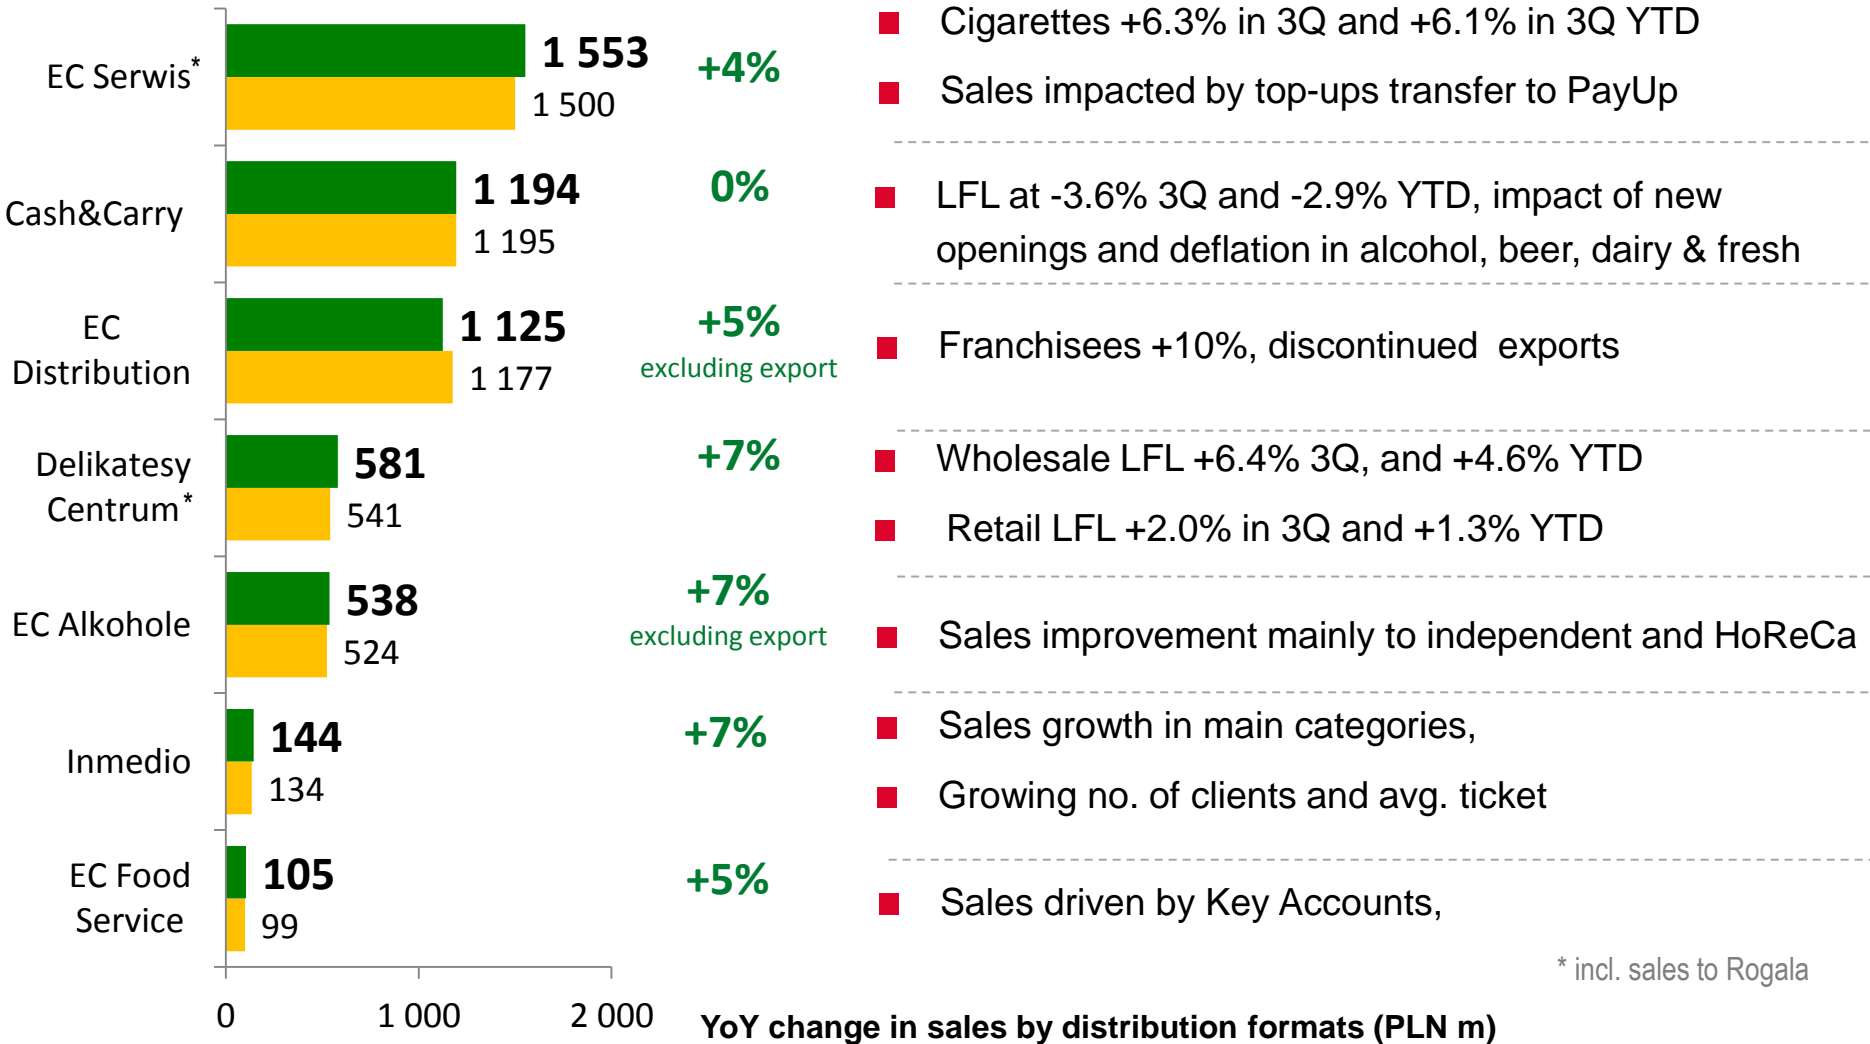 EC Serwis*
1 553
1 500
+4%
Cigarettes +6.3% in 3Q and +6.1% in 3Q YTD
Sales impacted by top-ups transfer to PayUp
Cash&Carry
1 194
1 195
0%
LFL at -3.6% 3Q and -2.9% YTD, impact of new
openings and deflation in alcohol, beer, dairy & fresh
EC
Distribution
1 125
1 177
+5%
excluding export
Franchisees +10%, discontinued exports
Delikatesy
Centrum*
581
541
+7%
Wholesale LFL +6.4% 3Q, and +4.6% YTD
Retail LFL +2.0% in 3Q and +1.3% YTD
EC Alkohole
538
524
+7%
excluding export
Sales improvement mainly to independent and HoReCa
Inmedio
144
134
+7%
Sales growth in main categories,
Growing no. of clients and avg. ticket
EC Food
Service
105
99
+5%
Sales driven by Key Accounts,
* incl. sales to Rogala
0 1 000 2 000
YoY change in sales by distribution formats (PLN m)